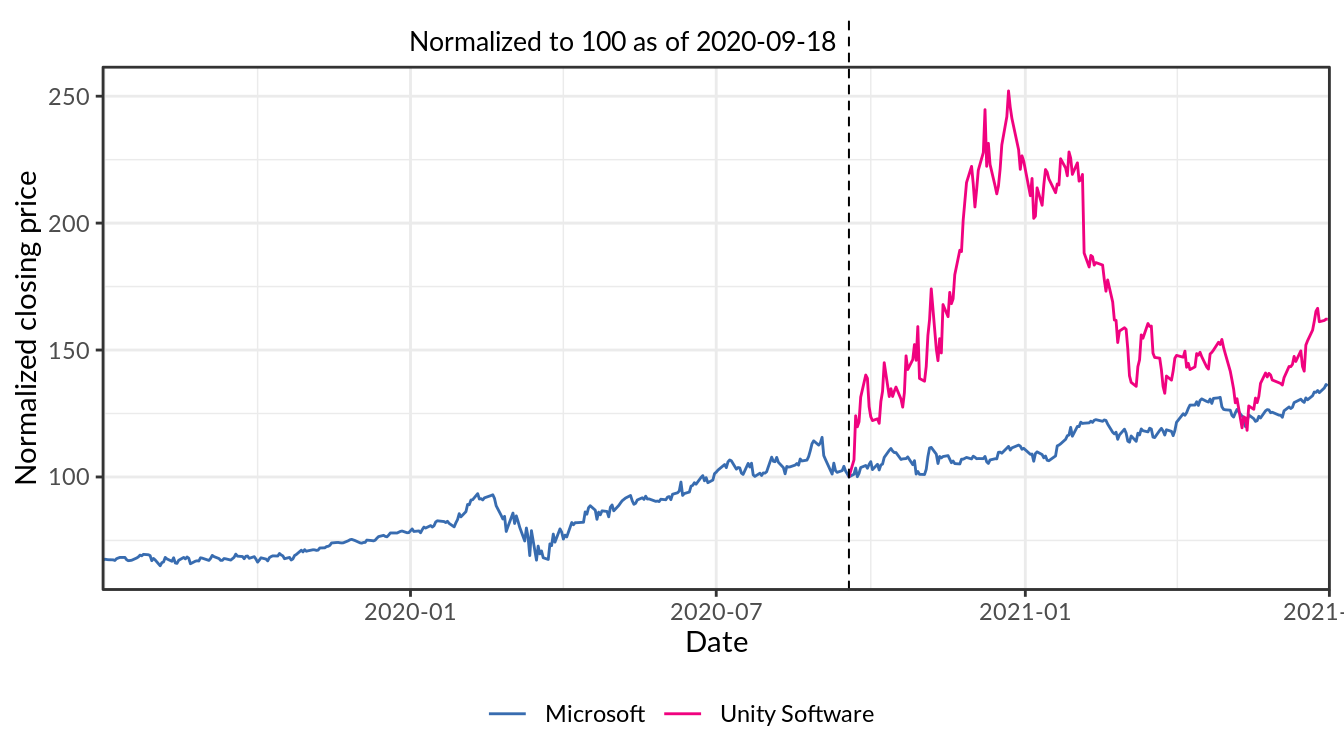 Normalized to 100 as of 2020-09-18
Normalized closing price
250
200
150
100
2020-01
2020-07
2021-01
2021-
Date
Microsoft
Unity Software